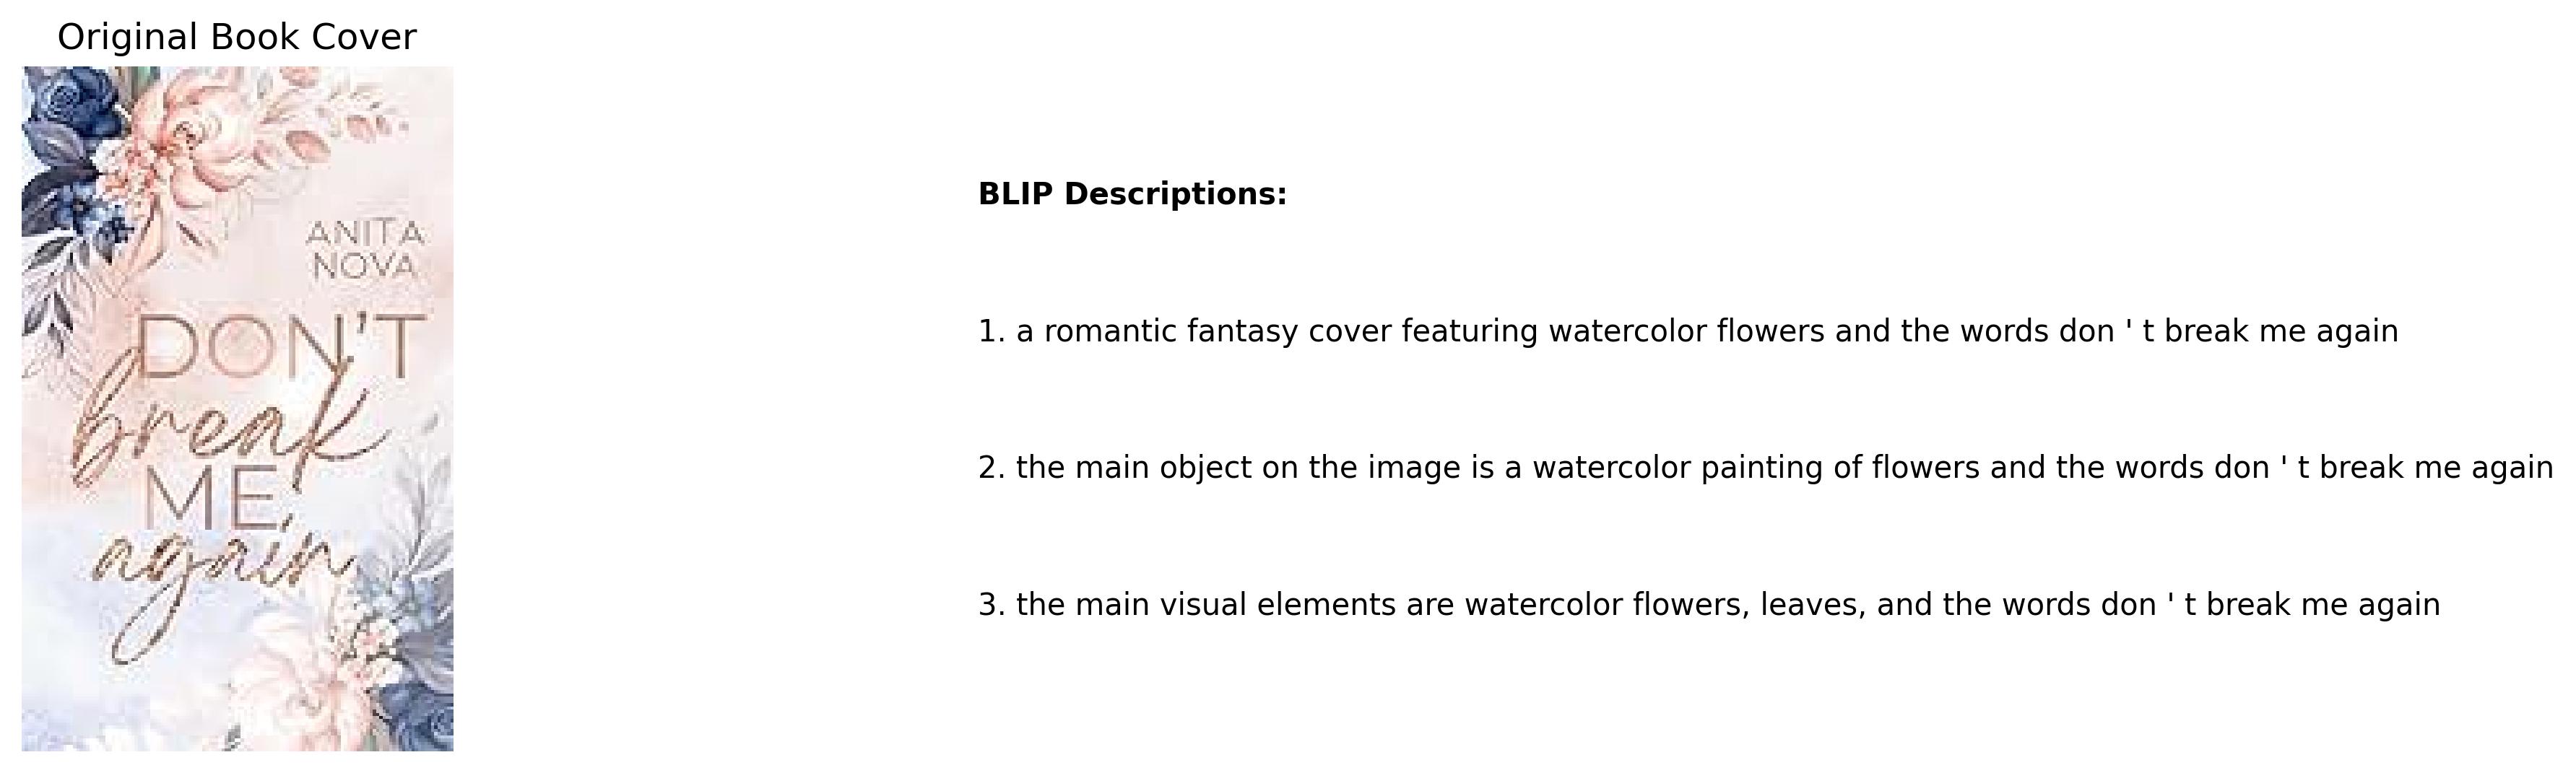 Original Book Cover
ANITA
NOVA
DON'T
break
ME,
again
BLIP Descriptions:
1. a romantic fantasy cover featuring watercolor flowers and the words don ' t break me again
2. the main object on the image is a watercolor painting of flowers and the words don ' t break me again
3. the main visual elements are watercolor flowers, leaves, and the words don ' t break me again